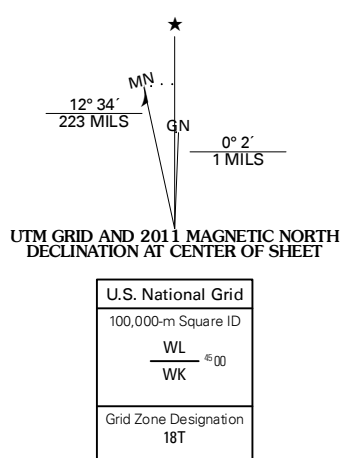 ★
MN
GN
12° 34´
223 MILS
0° 2´
1 MILS
UTM GRID AND 2011 MAGNETIC NORTH
DECLINATION AT CENTER OF SHEET
U.S. National Grid
100,000-m Square ID
WL
4500
WK
Grid Zone Designation
18T